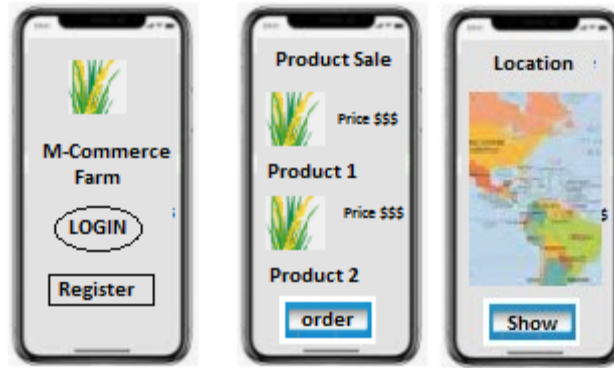 M-Commerce
Farm
LOGIN
Register
Product Sale
Price $$$
Product 1
Price $$$
Product 2
order
Location
$
Show